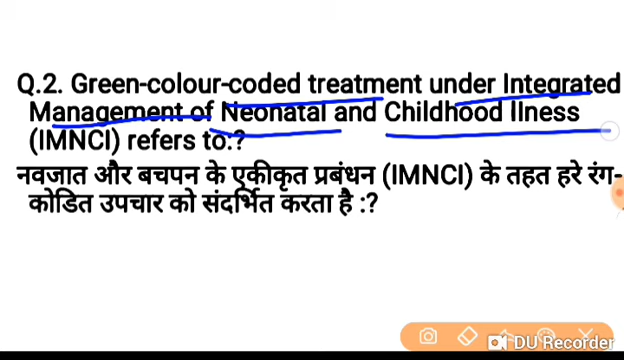 Q.2. Green-colour-coded treatment under Integrated
Management of Neonatal and Childhood Illness
(IMNCI) refers to:?
नवजात और बचपन के एकीकृत प्रबंधन (IMNCI) के तहत हरे रंग-
कोडित उपचार को संदर्भित करता है :?
DU Recorder